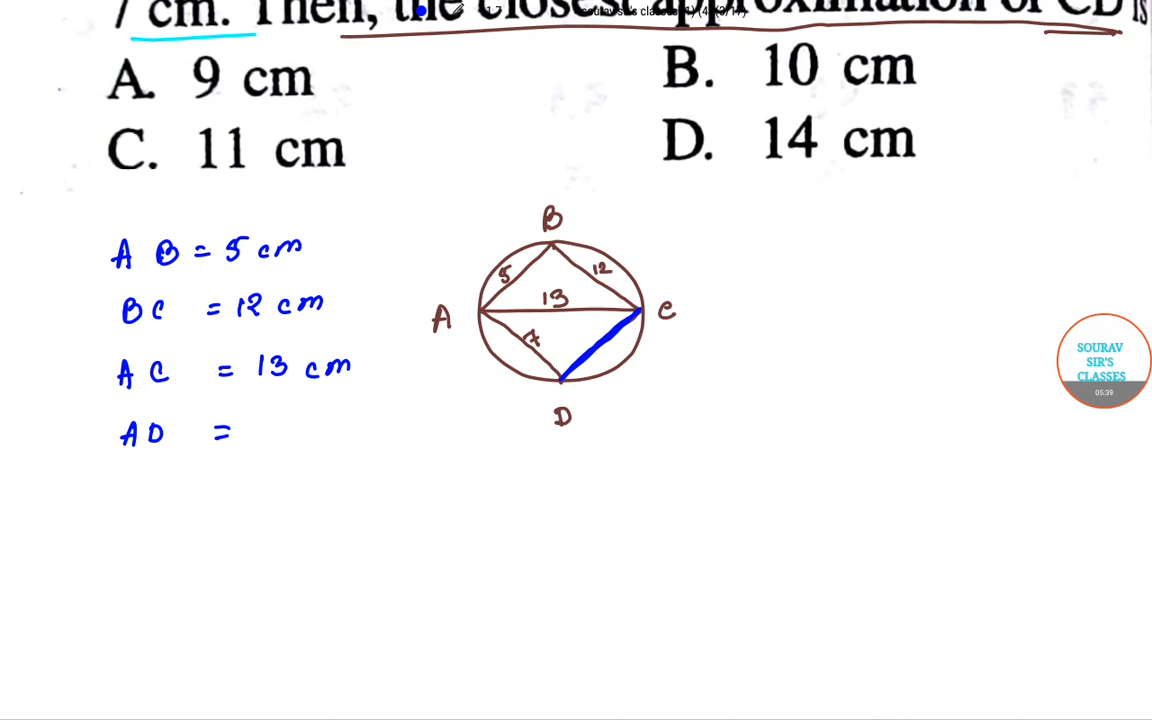 7 cm. Then, the closest approximation of CD is
A. 9 cm
B. 10 cm
C. 11 cm
D. 14 cm
AB = 5 cm
BC = 12 cm
AC = 13 cm
AD =
B
5
12
13
A
C
7
D
SOURAV
SIR'S
CLASSES
05:39